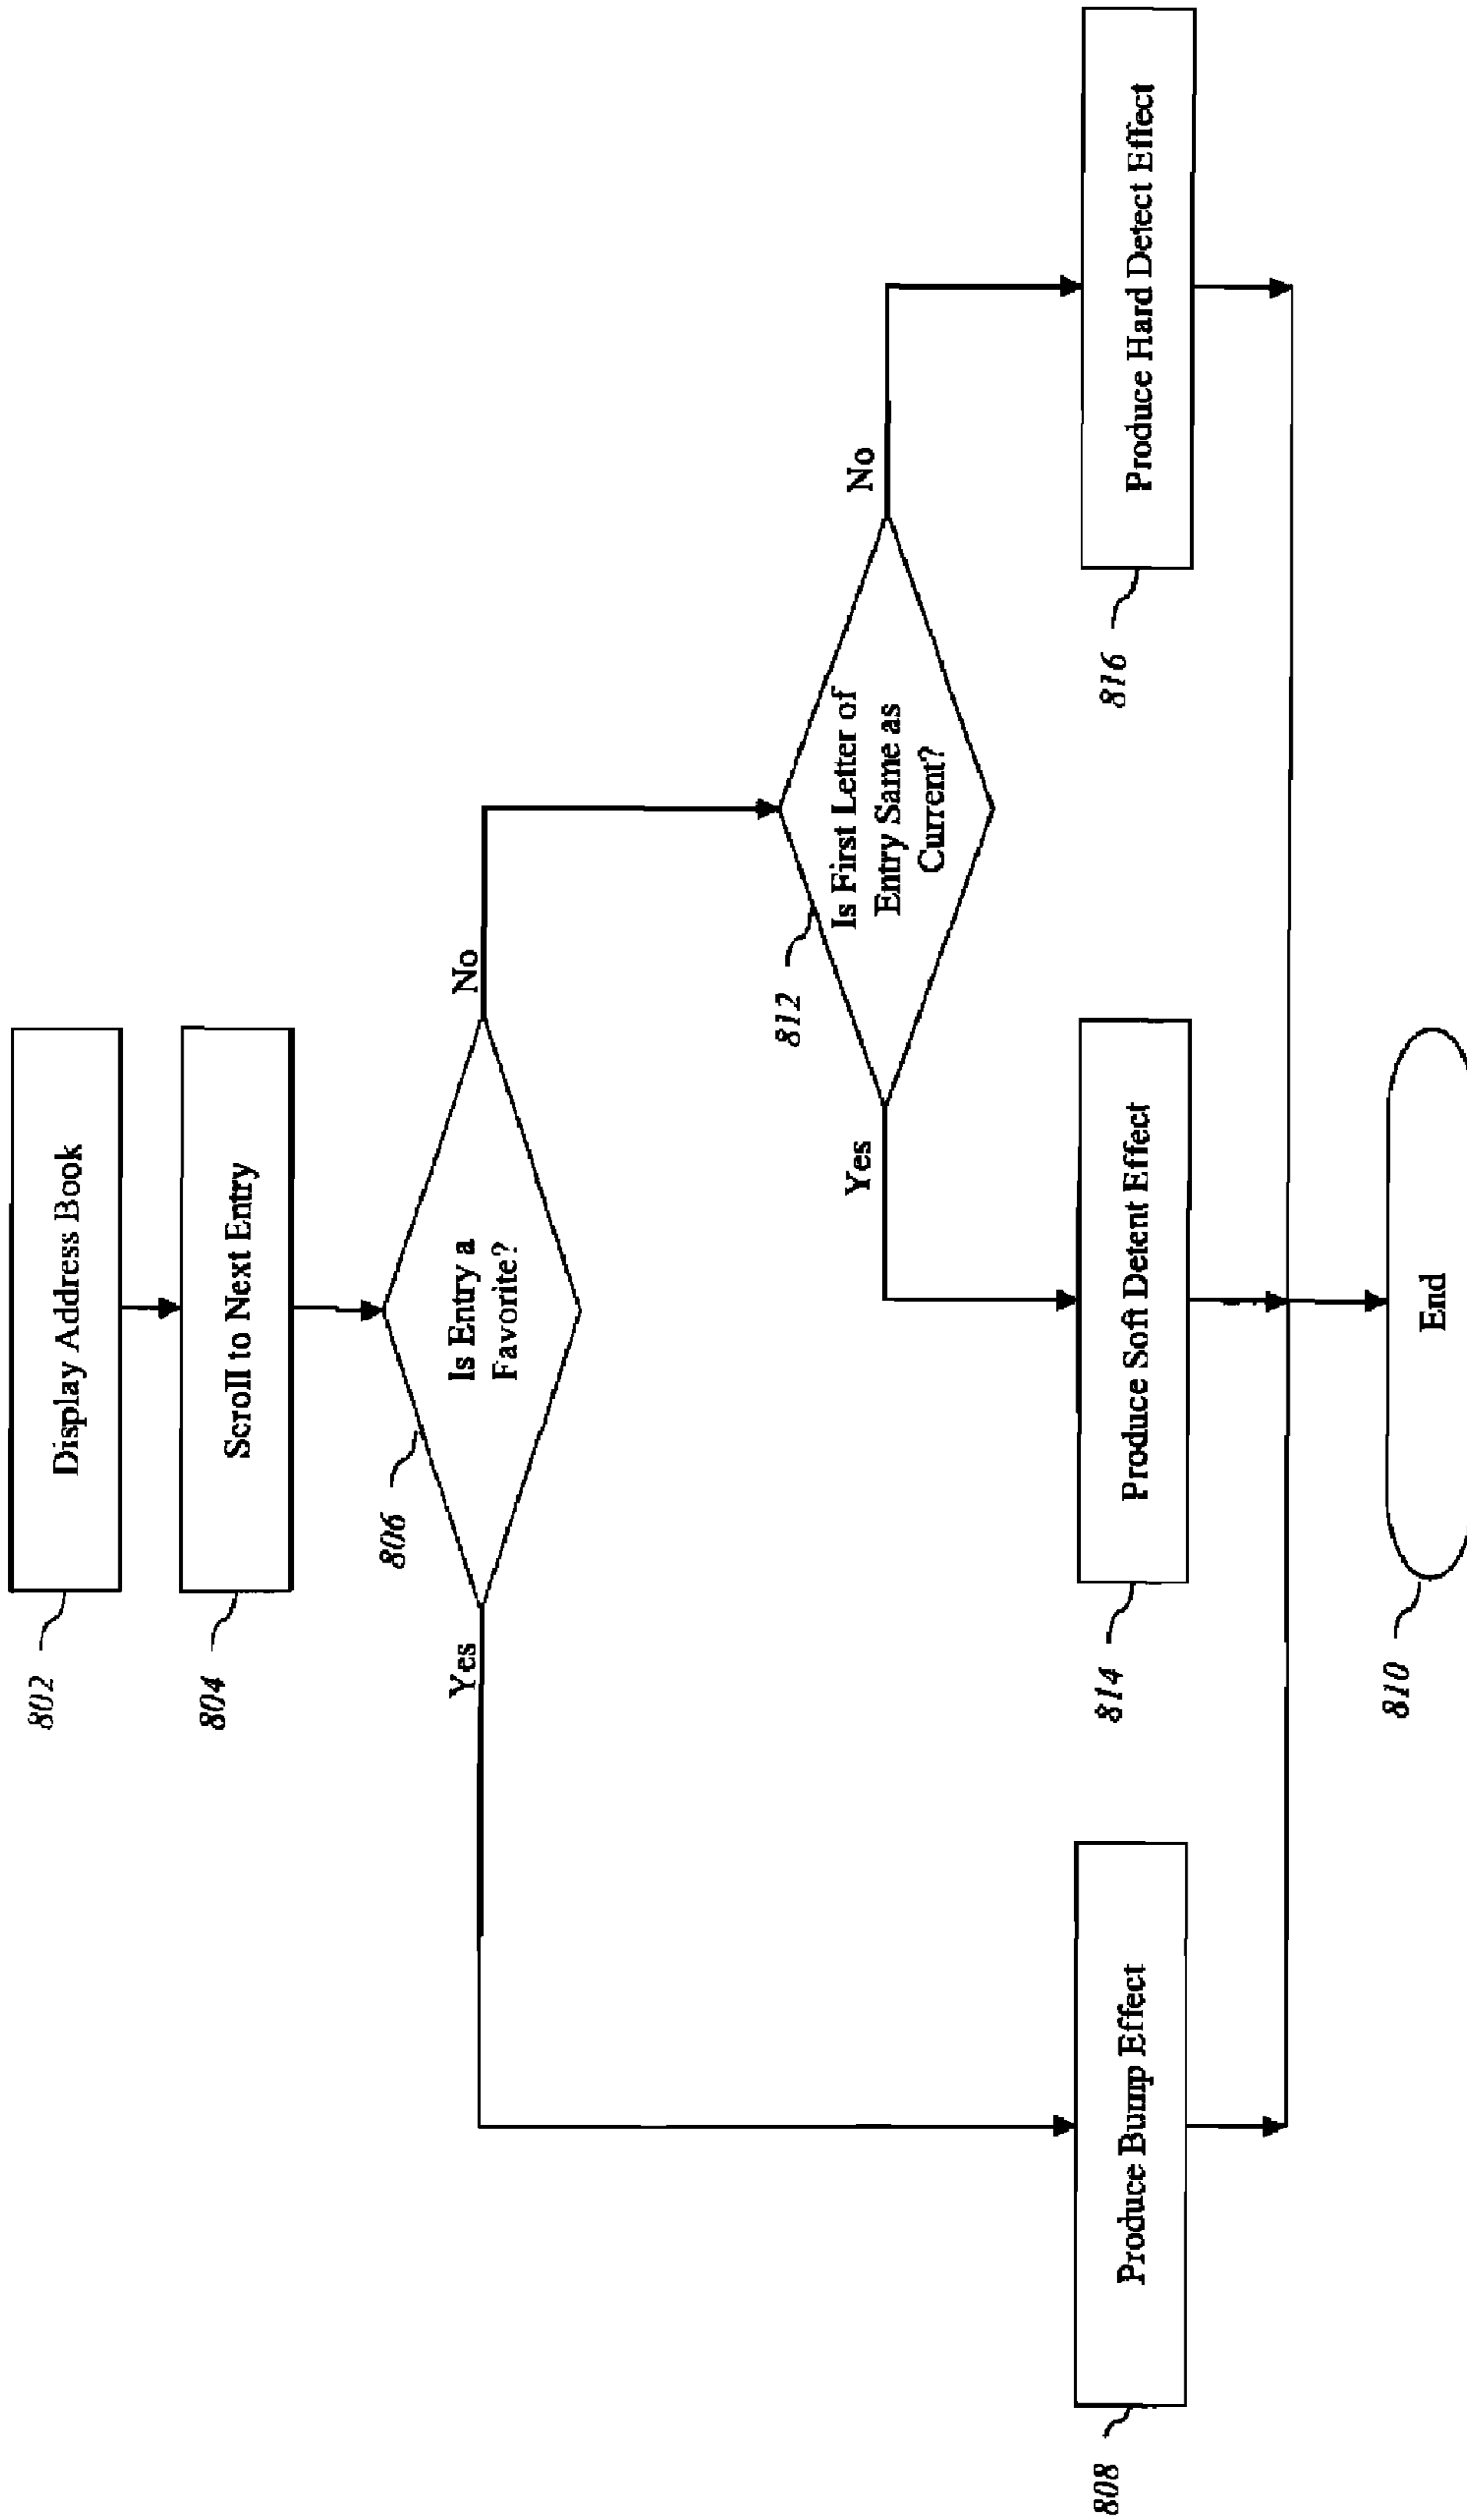 802
Display Address Book
804
Scroll to Next Entry
806
Is Entry a
Favorite?
Yes
No
812
Is First Letter of
Entry Same as
Current?
Yes
No
808
Produce Bump Effect
814
Produce Soft Detent Effect
816
Produce Hard Detect Effect
810
End